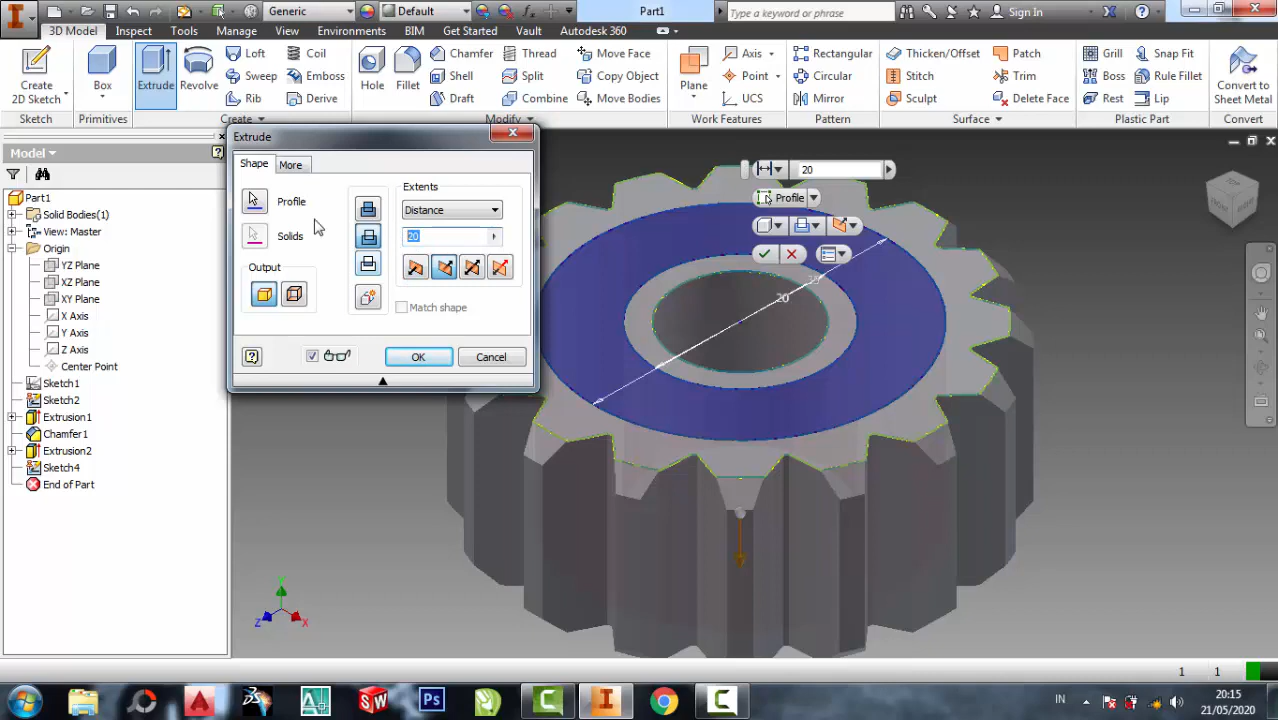 Generic
Default
Part1
Type a keyword or phrase
Sign In
3D Model Inspect Tools Manage View Environments BIM Get Started Vault Autodesk 360
Create
2D Sketch
Sketch
Box
Primitives
Extrude
Revolve
Loft
Sweep
Rib
Coil
Emboss
Derive
Create
Hole
Fillet
Chamfer
Shell
Draft
Thread
Split
Combine
Move Face
Copy Object
Move Bodies
Modify
Plane
Axis
Point
UCS
Work Features
Rectangular
Circular
Mirror
Pattern
Thicken/Offset
Stitch
Sculpt
Patch
Trim
Delete Face
Surface
Grill
Boss
Rest
Snap Fit
Rule Fillet
Lip
Plastic Part
Convert to
Sheet Metal
Convert
Model
Part1
Solid Bodies(1)
View: Master
Origin
YZ Plane
XZ Plane
XY Plane
X Axis
Y Axis
Z Axis
Center Point
Sketch1
Sketch2
Extrusion1
Chamfer1
Extrusion2
Sketch4
End of Part
Extrude
Shape
More
Profile
Solids
Output
Extents
Distance
20
Match shape
OK
Cancel
20
Profile
20
Z
X
1 1
IN
20:15
21/05/2020